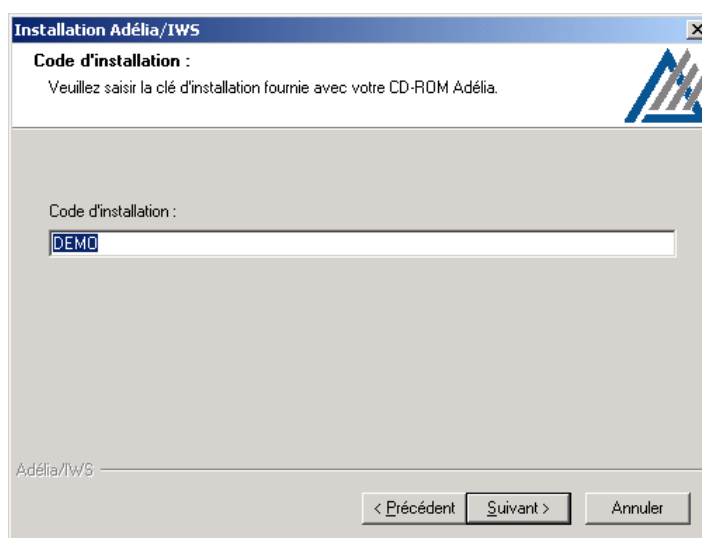 Installation Adélia/IWS
Code d'installation :
Veuillez saisir la clé d'installation fournie avec votre CD-ROM Adélia.
Code d'installation :
DEMO
Adélia/IWS
< Précédent
Suivant >
Annuler